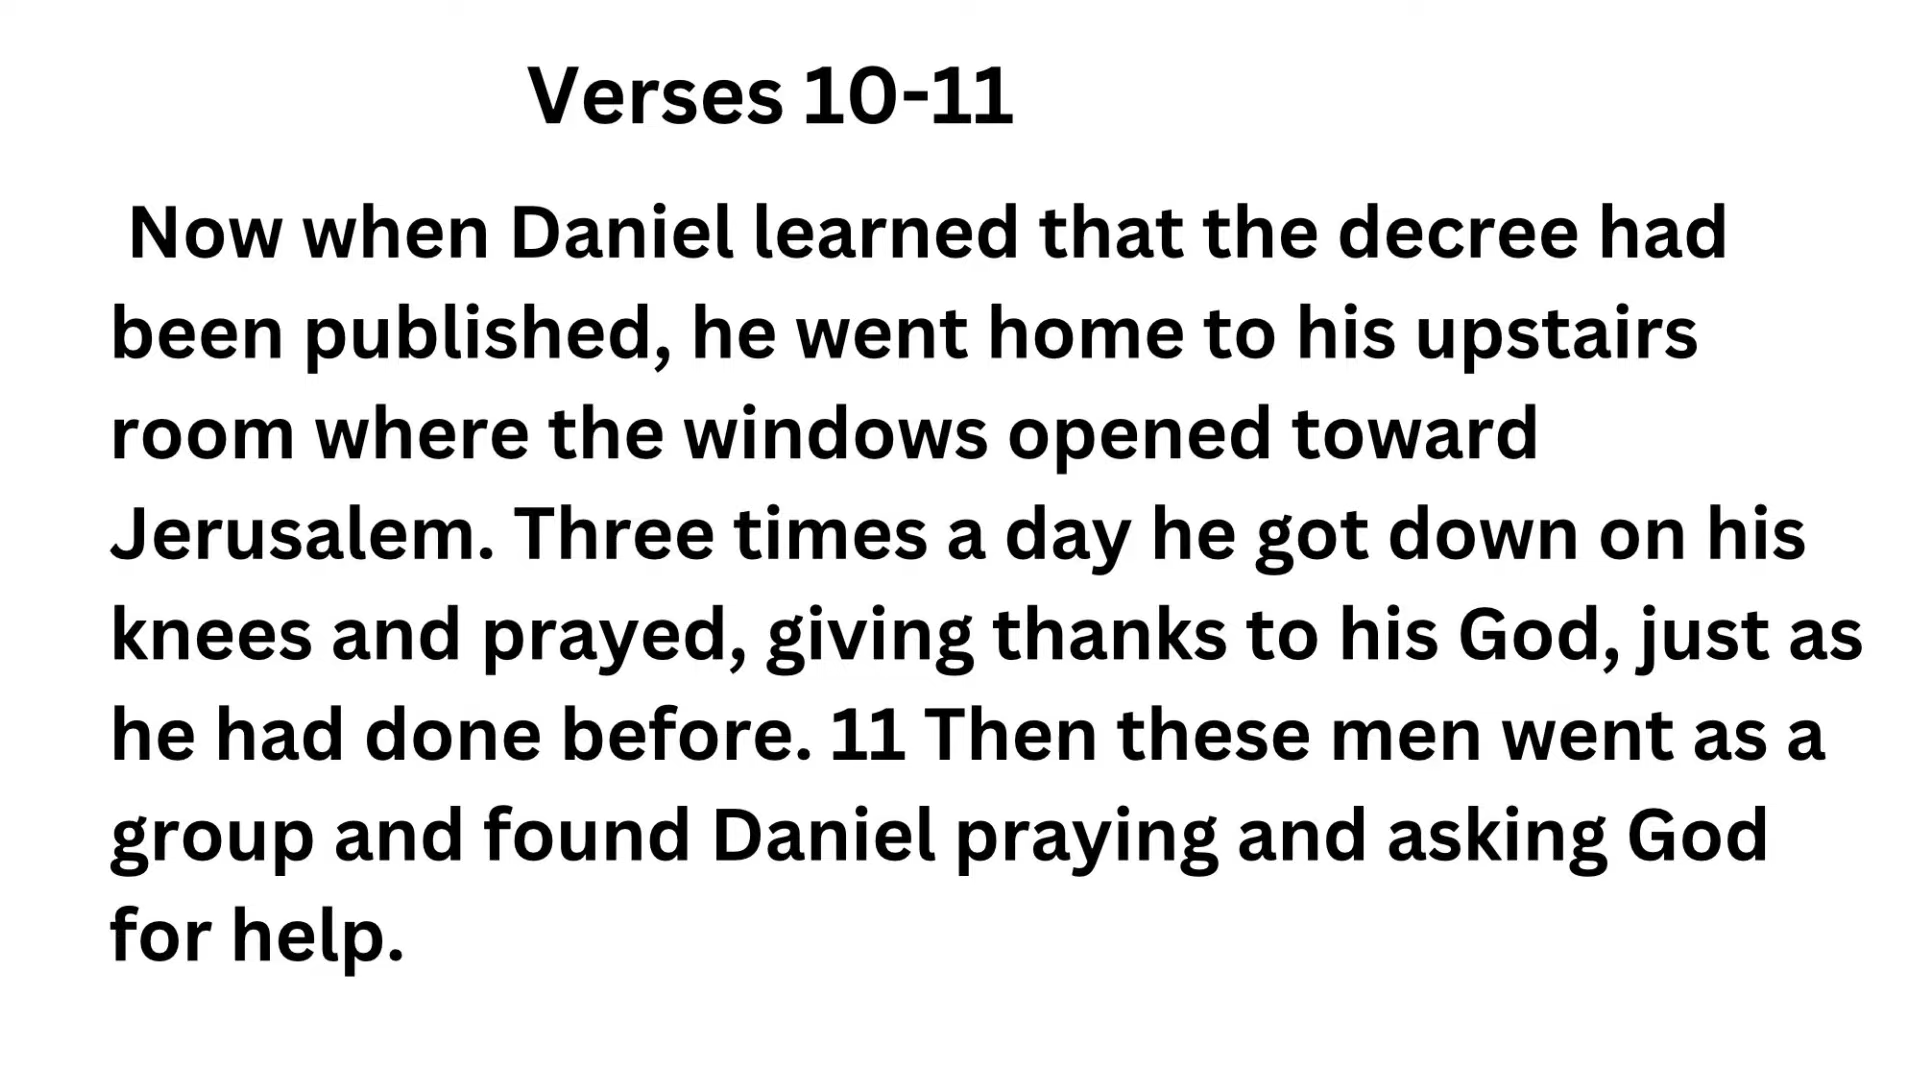 Verses 10-11
Now when Daniel learned that the decree had
been published, he went home to his upstairs
room where the windows opened toward
Jerusalem. Three times a day he got down on his
knees and prayed, giving thanks to his God, just as
he had done before. 11 Then these men went as a
group and found Daniel praying and asking God
for help.